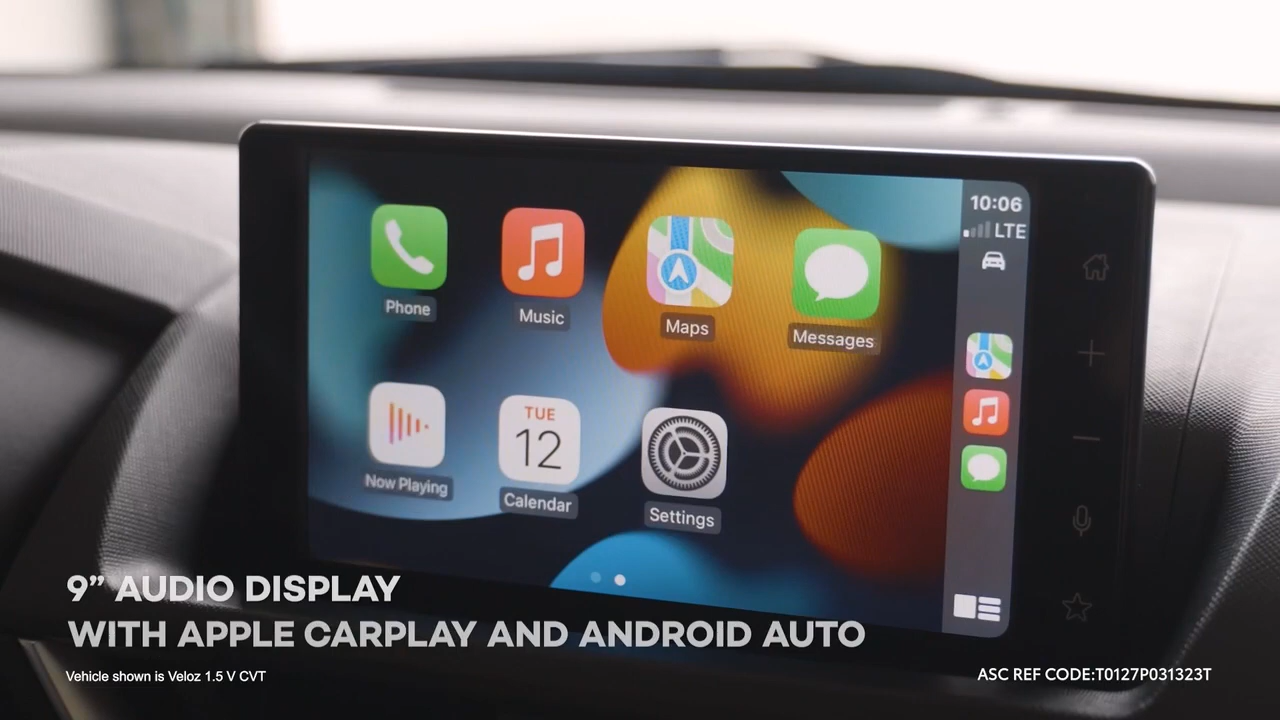 10:06
LTE
Phone
Music
Maps
Messages
TUE
12
Now Playing
Calendar
Settings
9” AUDIO DISPLAY
WITH APPLE CARPLAY AND ANDROID AUTO
Vehicle shown is Veloz 1.5 V CVT
ASC REF CODE:T0127P031323T